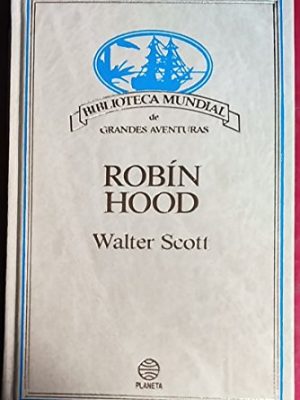 BIBLIOTECA MUNDIAL
de
GRANDES AVENTURAS
ROBÍN
HOOD
Walter Scott
PLANETA